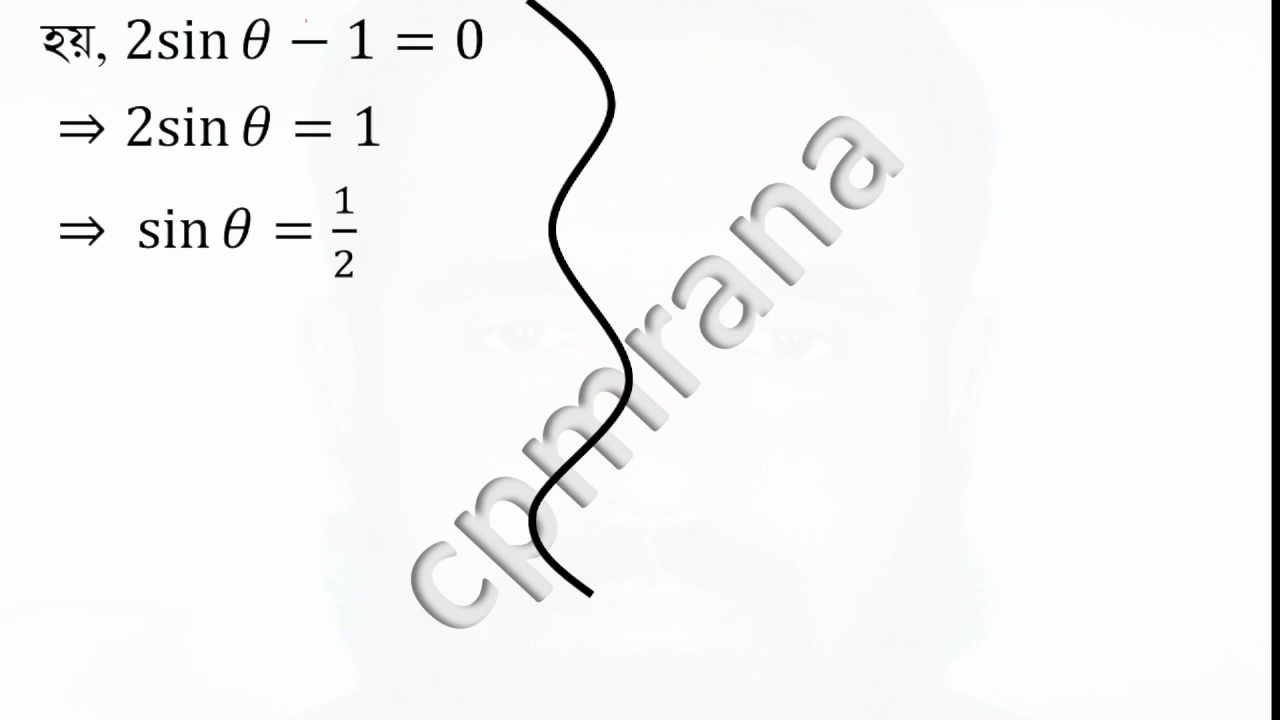 হয়, 2sin θ − 1 = 0
⇒ 2sin θ = 1
⇒ sin θ = 1/2
cpmrana